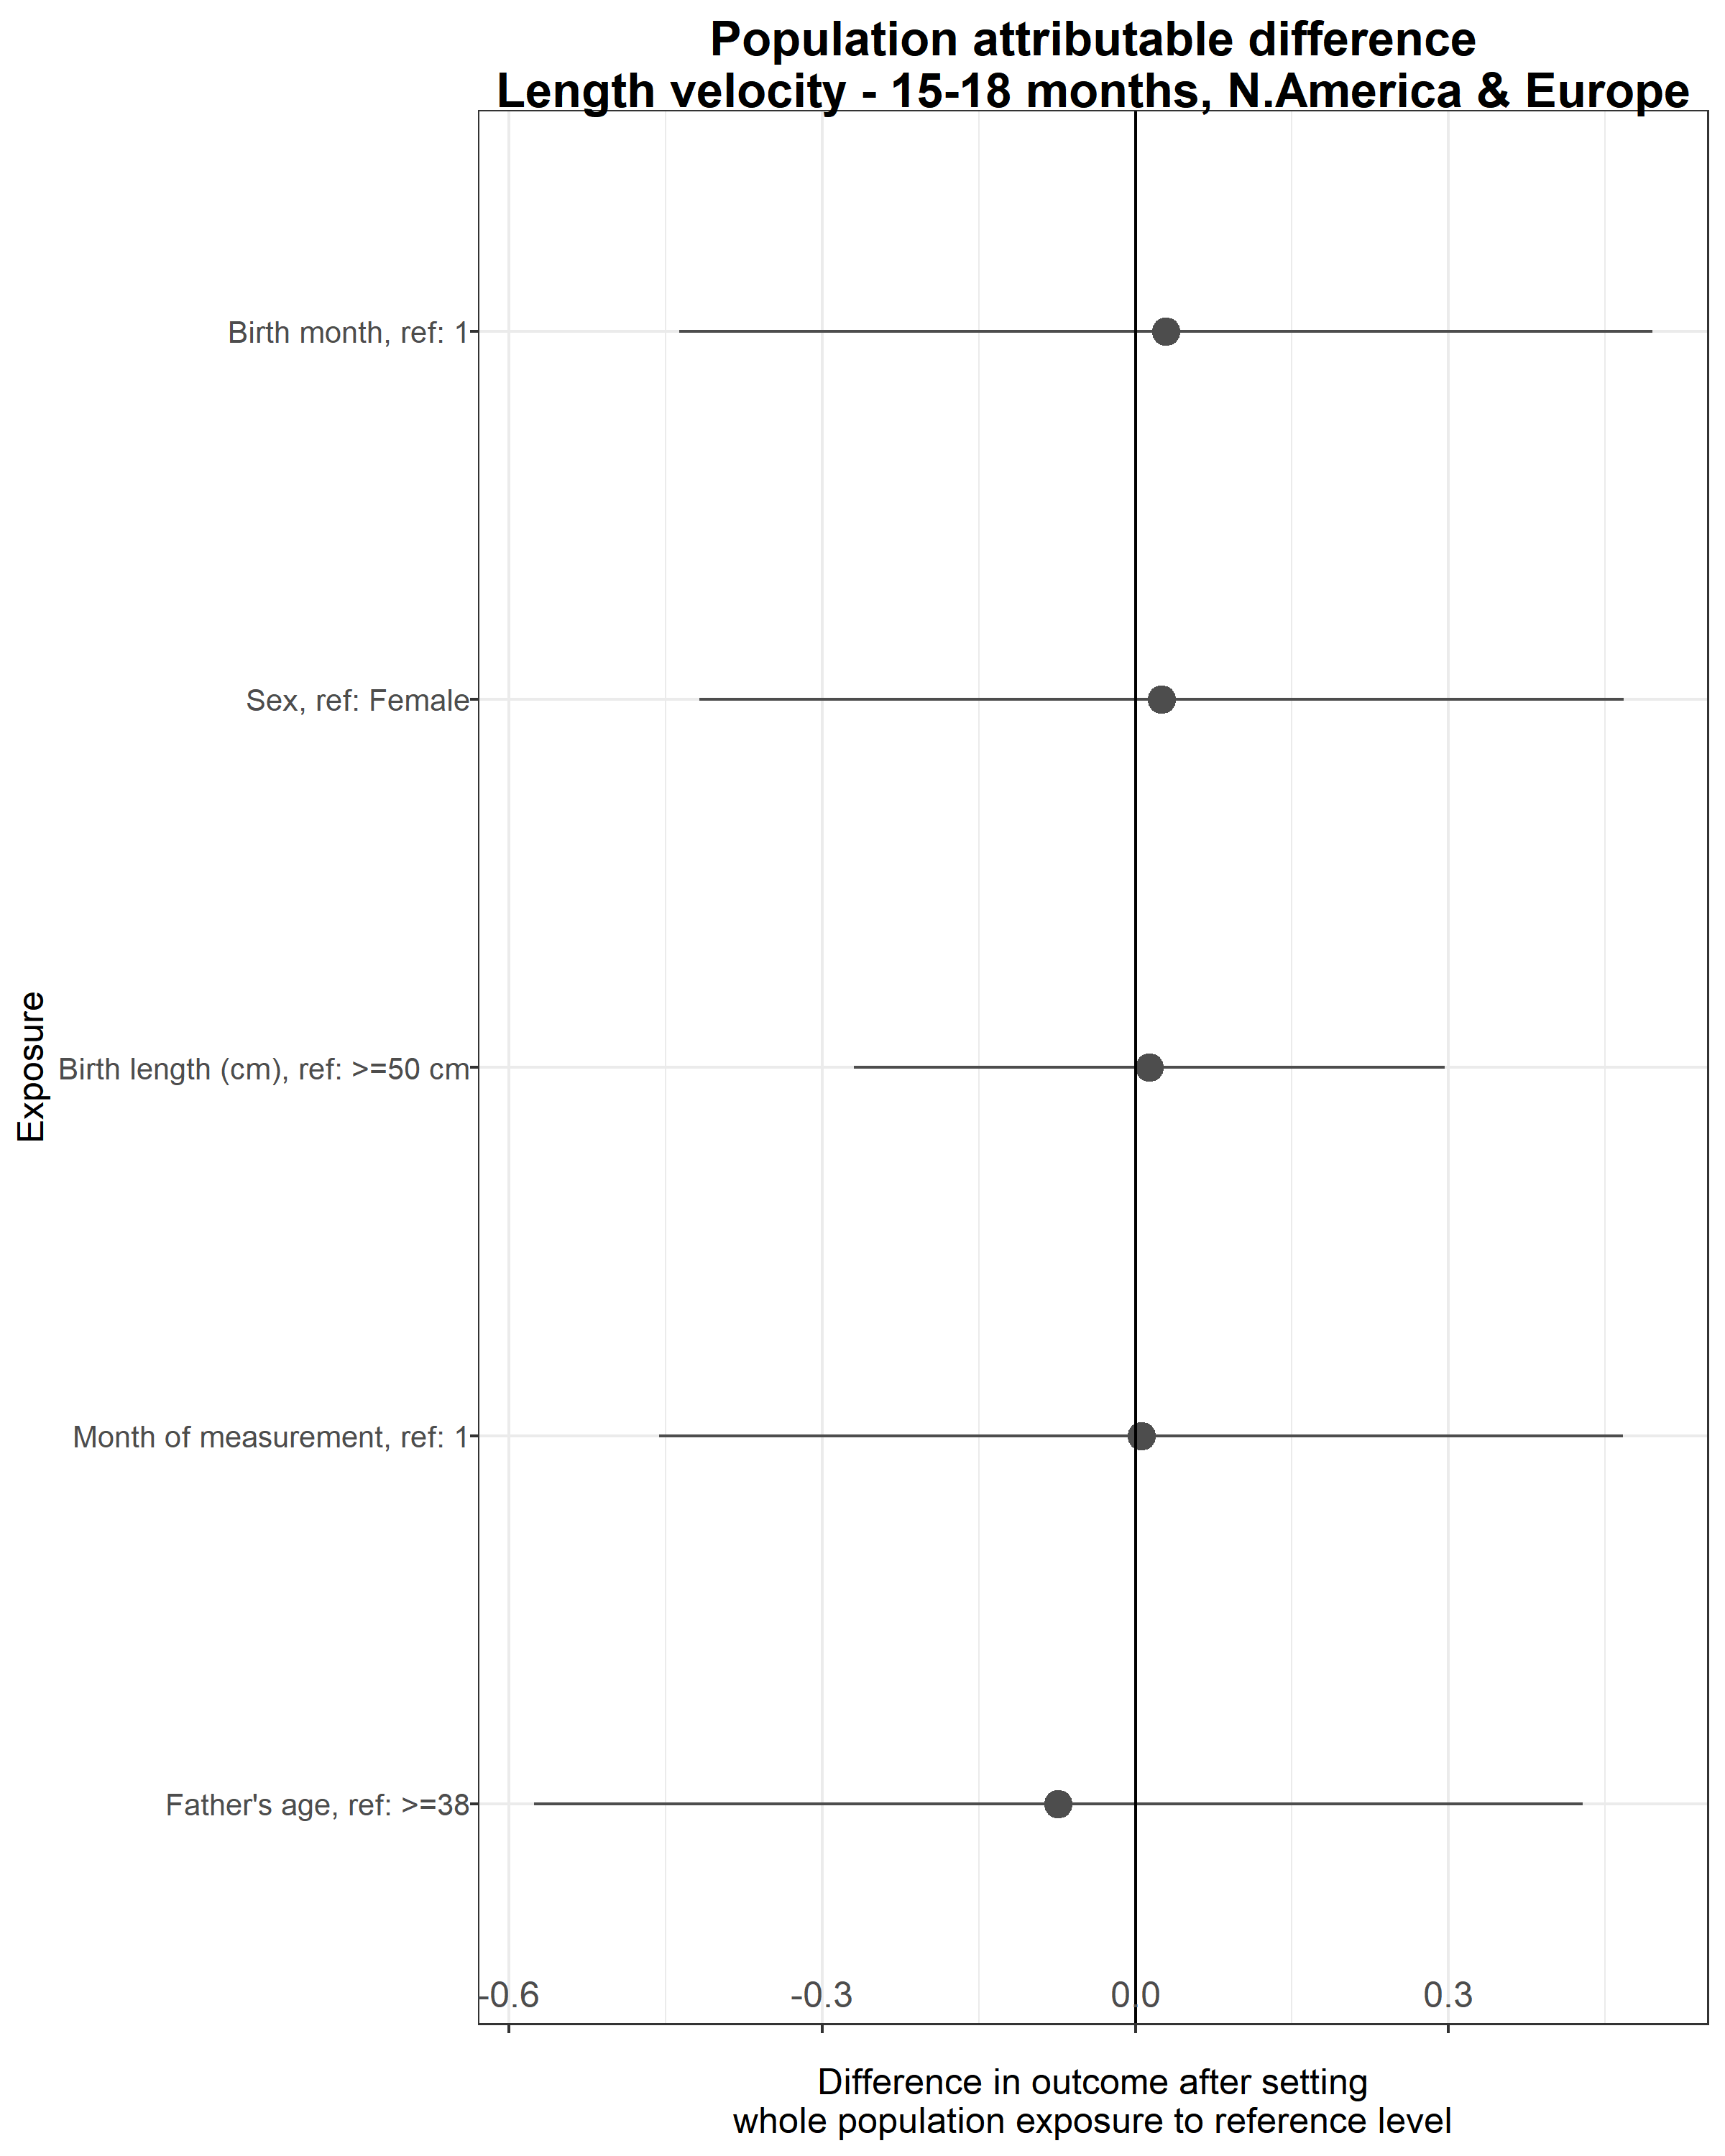 Population attributable difference
Length velocity - 15-18 months, N.America & Europe
Birth month, ref: 1
Sex, ref: Female
Birth length (cm), ref: >=50 cm
Month of measurement, ref: 1
Father's age, ref: >=38
Exposure
-0.6 -0.3 0.0 0.3
Difference in outcome after setting
whole population exposure to reference level